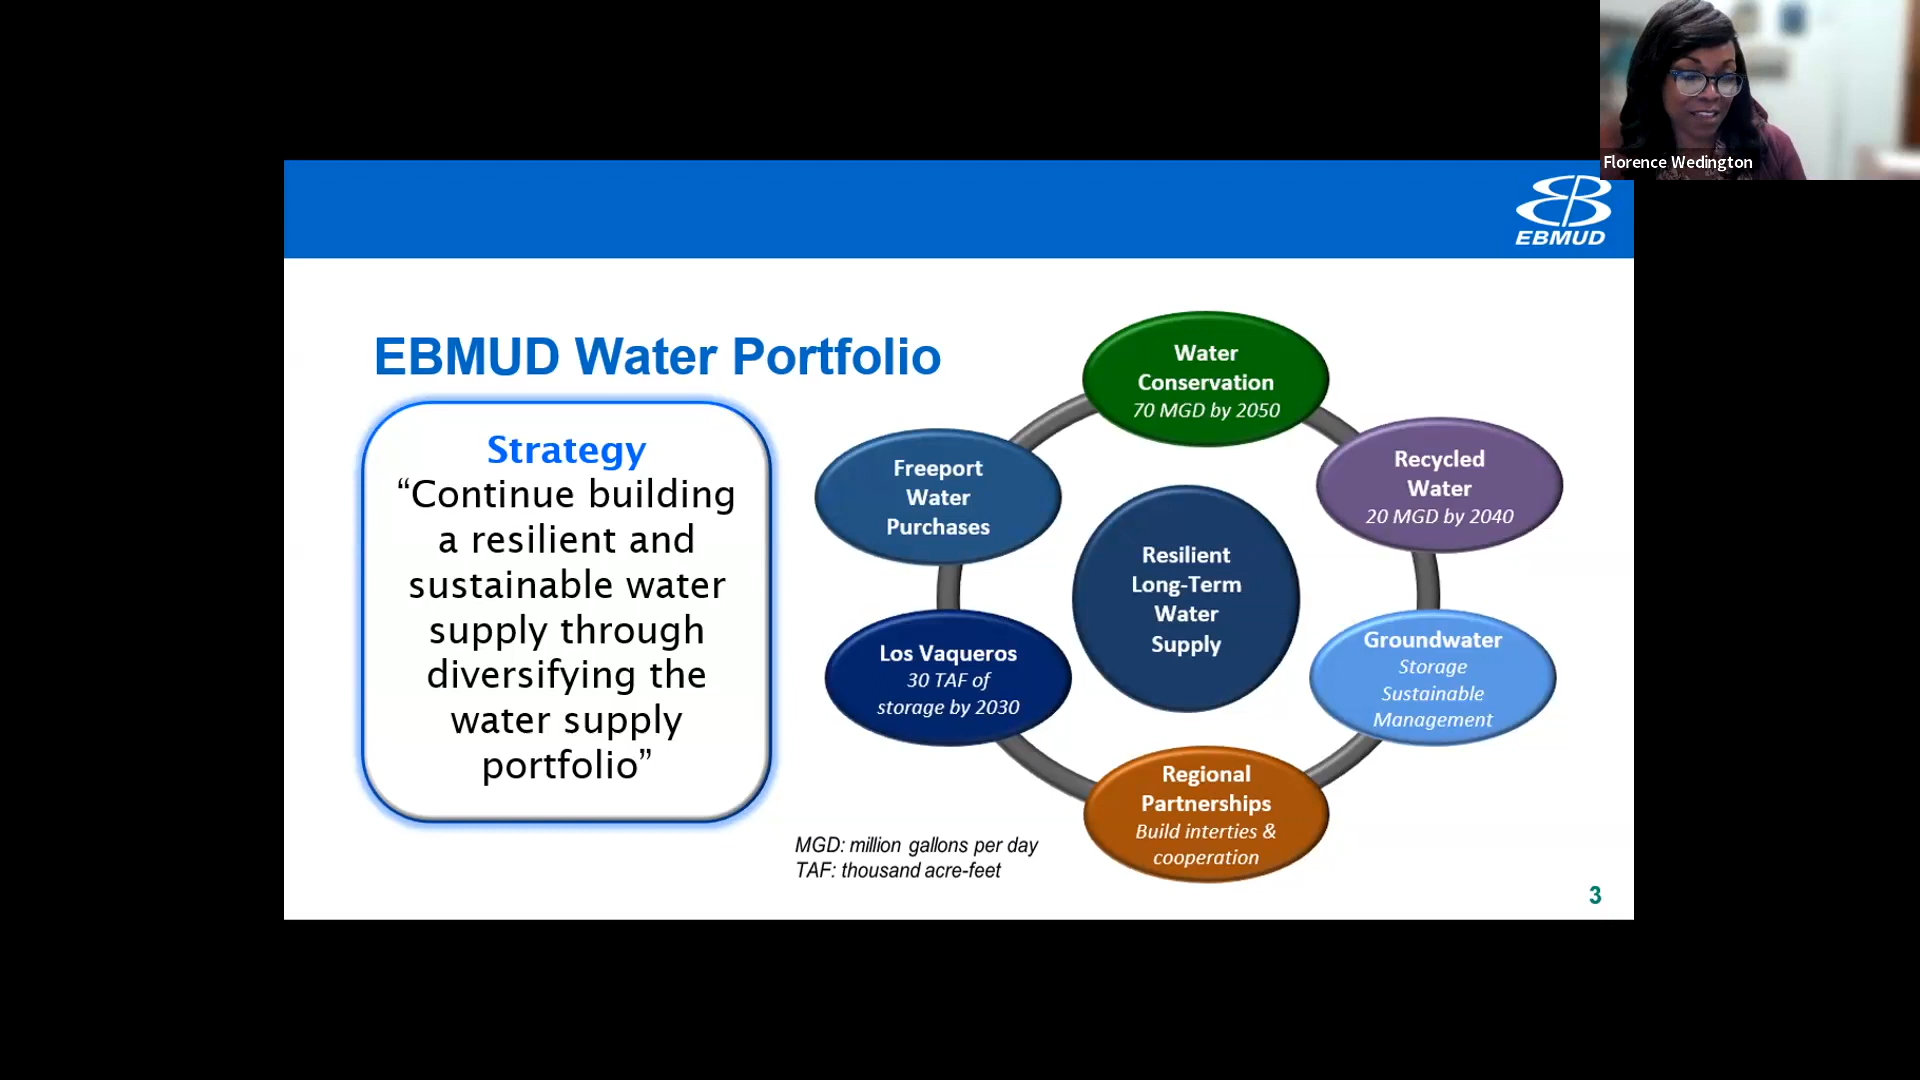 Florence Wedington
EBMUD
EBMUD Water Portfolio
Strategy
“Continue building
a resilient and
sustainable water
supply through
diversifying the
water supply
portfolio”
Water
Conservation
70 MGD by 2050
Recycled
Water
20 MGD by 2040
Groundwater
Storage
Sustainable
Management
Regional
Partnerships
Build interties &
cooperation
Los Vaqueros
30 TAF of
storage by 2030
Freeport
Water
Purchases
Resilient
Long-Term
Water
Supply
MGD: million gallons per day
TAF: thousand acre-feet
3